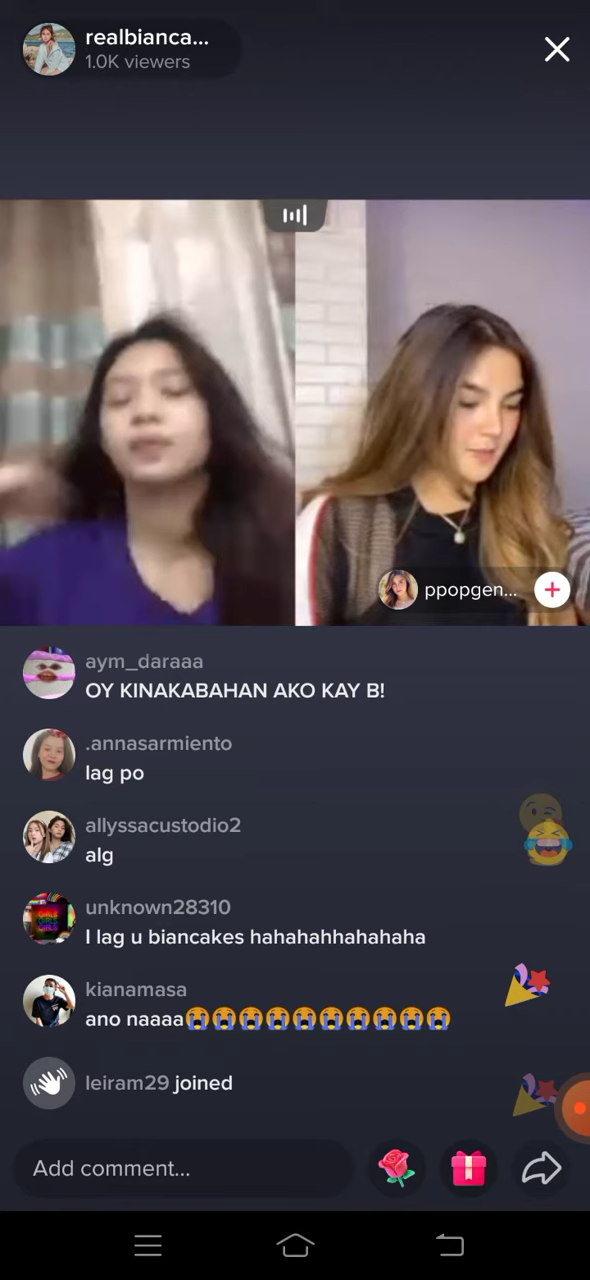 realbianca...
1.0K viewers
ppopgen...
aym_daraaa
OY KINAKABAHAN AKO KAY B!
.annasarmiento
lag po
allyssacustodio2
alg
unknown28310
I lag u biancakes hahahahhahahaha
kianamasa
ano naaaa😭😭😭😭😭😭😭😭😭😭
leiram29 joined
Add comment...